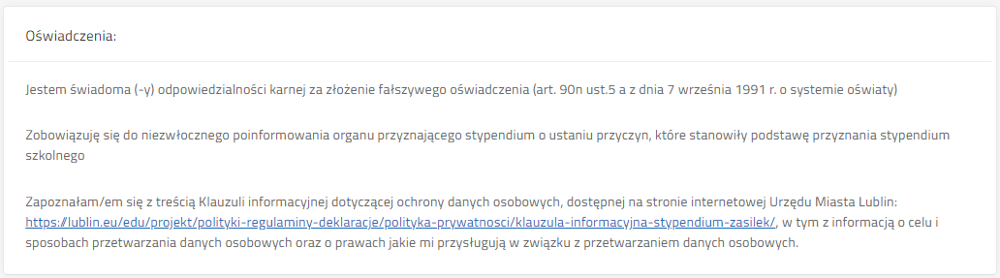 Oświadczenia:
Jestem świadoma (-y) odpowiedzialności karnej za złożenie fałszywego oświadczenia (art. 90n ust.5 a z dnia 7 września 1991 r. o systemie oświaty)
Zobowiązuję się do niezwłocznego poinformowania organu przyznającego stypendium o ustaniu przyczyn, które stanowiły podstawę przyznania stypendium
szkolnego
Zapoznałam/em się z treścią Klauzuli informacyjnej dotyczącej ochrony danych osobowych, dostępnej na stronie internetowej Urzędu Miasta Lublin:
https://lublin.eu/edu/projekt/polityki-regulaminy-deklaracje/polityka-prywatnosci/klauzula-informacyjna-stypendium-zasilek/, w tym z informacją o celu i
sposobach przetwarzania danych osobowych oraz o prawach jakie mi przysługują w związku z przetwarzaniem danych osobowych.